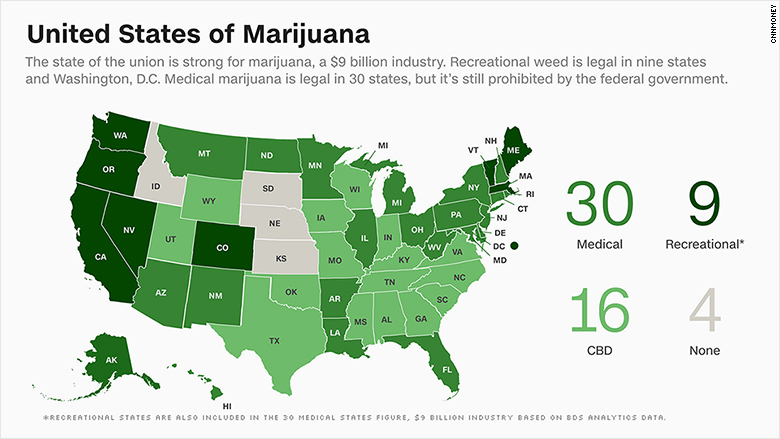 CNNMONEY
United States of Marijuana
The state of the union is strong for marijuana, a $9 billion industry. Recreational weed is legal in nine states
and Washington, D.C. Medical marijuana is legal in 30 states, but it's still prohibited by the federal government.
WA
OR
CA
NV
ID
MT
WY
UT
CO
AZ
NM
ND
SD
NE
KS
OK
TX
MN
IA
MO
AR
LA
WI
IL
MI
MI
IN
OH
KY
TN
MS
AL
GA
FL
SC
NC
VA
WV
PA
NY
VT
NH
ME
MA
RI
CT
NJ
DE
DC
MD
AK
HI
30
Medical
9
Recreational*
16
CBD
4
None
*RECREATIONAL STATES ARE ALSO INCLUDED IN THE 30 MEDICAL STATES FIGURE, $9 BILLION INDUSTRY BASED ON BDS ANALYTICS DATA.